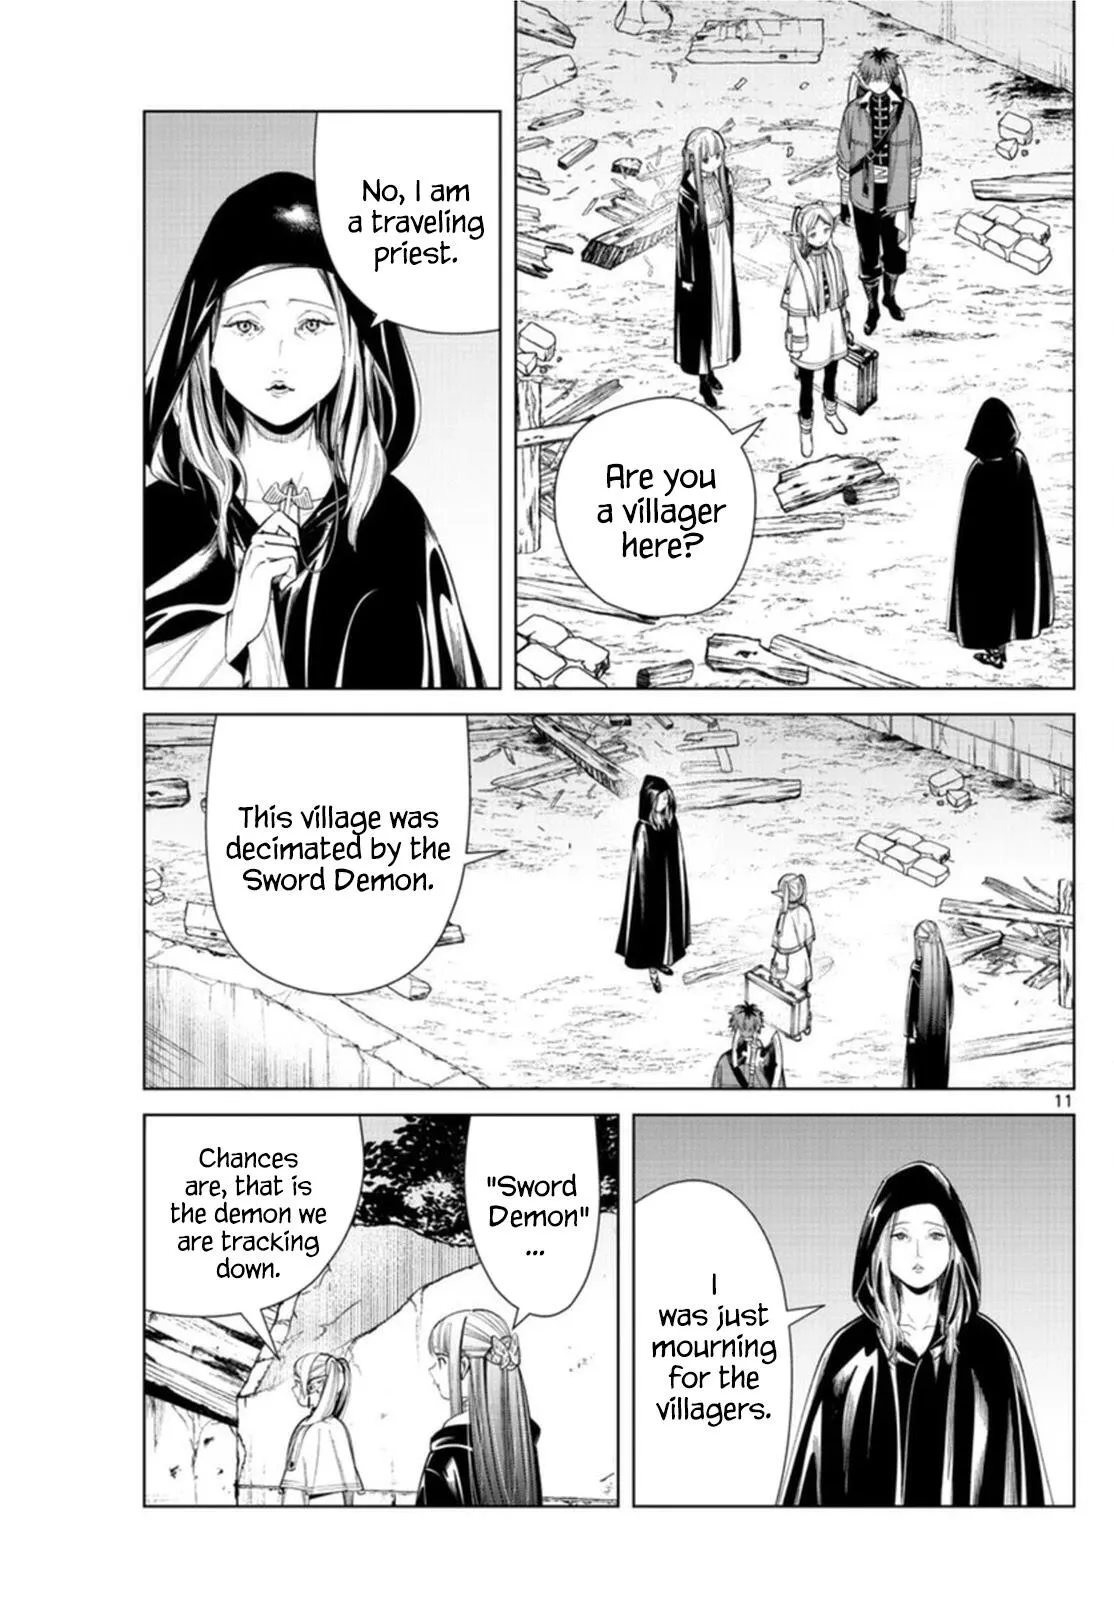 Are you
a villager
here?
No, I am
a traveling
priest.
This village was
decimated by the
Sword Demon.
11
I
was just
mourning
for the
villagers.
"Sword
Demon"
...
Chances
are, that is
the demon we
are tracking
down.